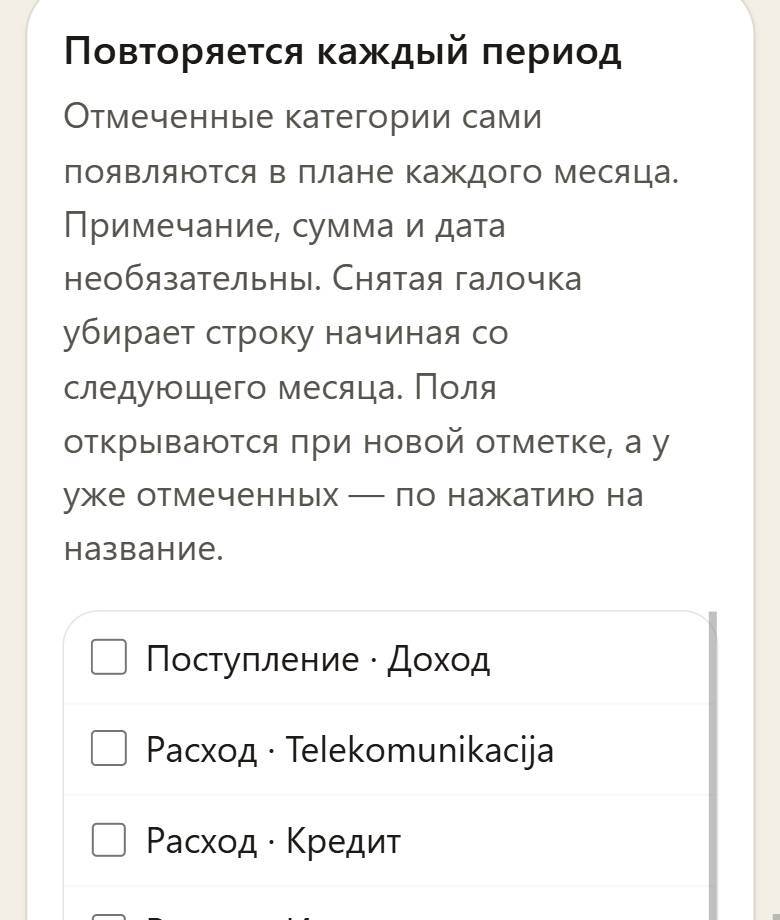 Повторяется каждый период
Отмеченные категории сами
появляются в плане каждого месяца.
Примечание, сумма и дата
необязательны. Снятая галочка
убирает строку начиная со
следующего месяца. Поля
открываются при новой отметке, а у
уже отмеченных — по нажатию на
название.
Поступление · Доход
Расход · Telekomunikacija
Расход · Кредит